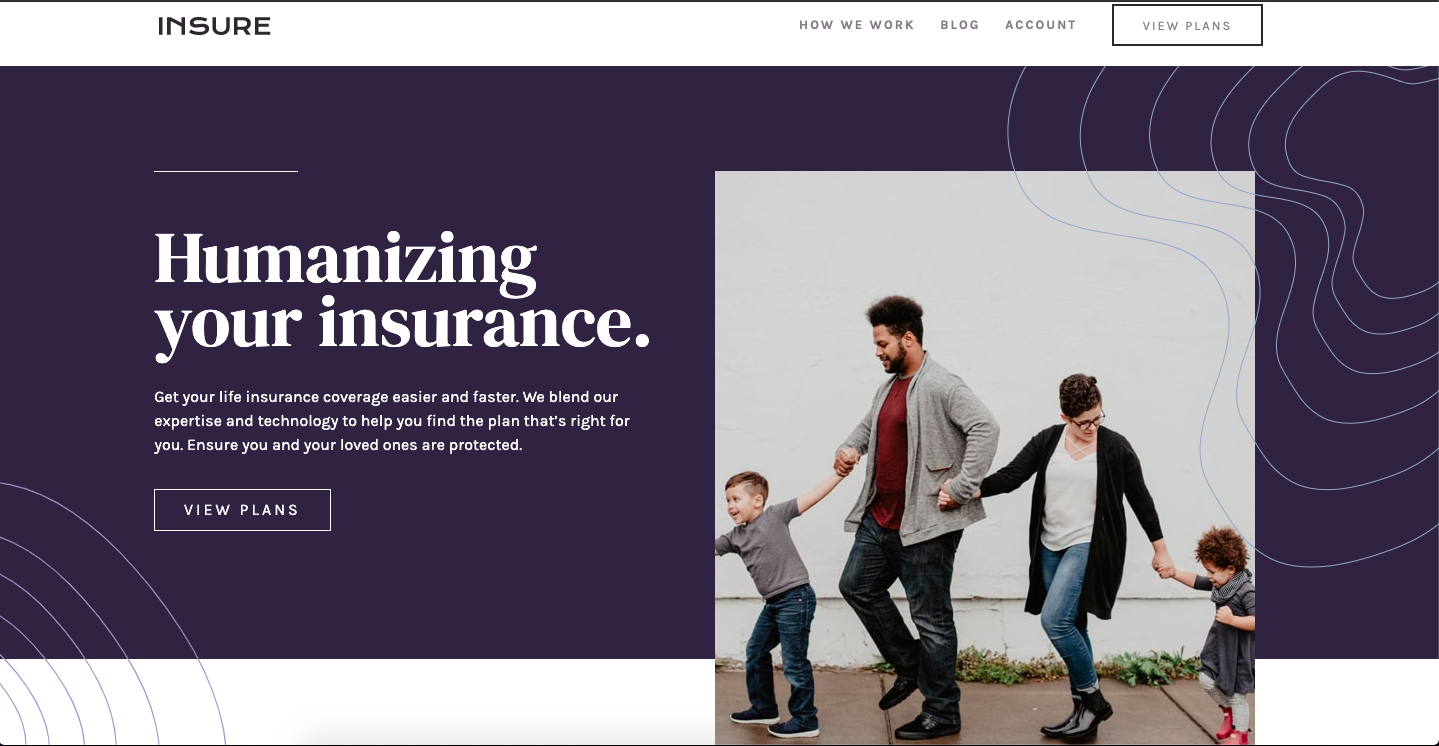 INSURE
HOW WE WORK BLOG ACCOUNT VIEW PLANS
Humanizing
your insurance.
Get your life insurance coverage easier and faster. We blend our
expertise and technology to help you find the plan that's right for
you. Ensure you and your loved ones are protected.
VIEW PLANS